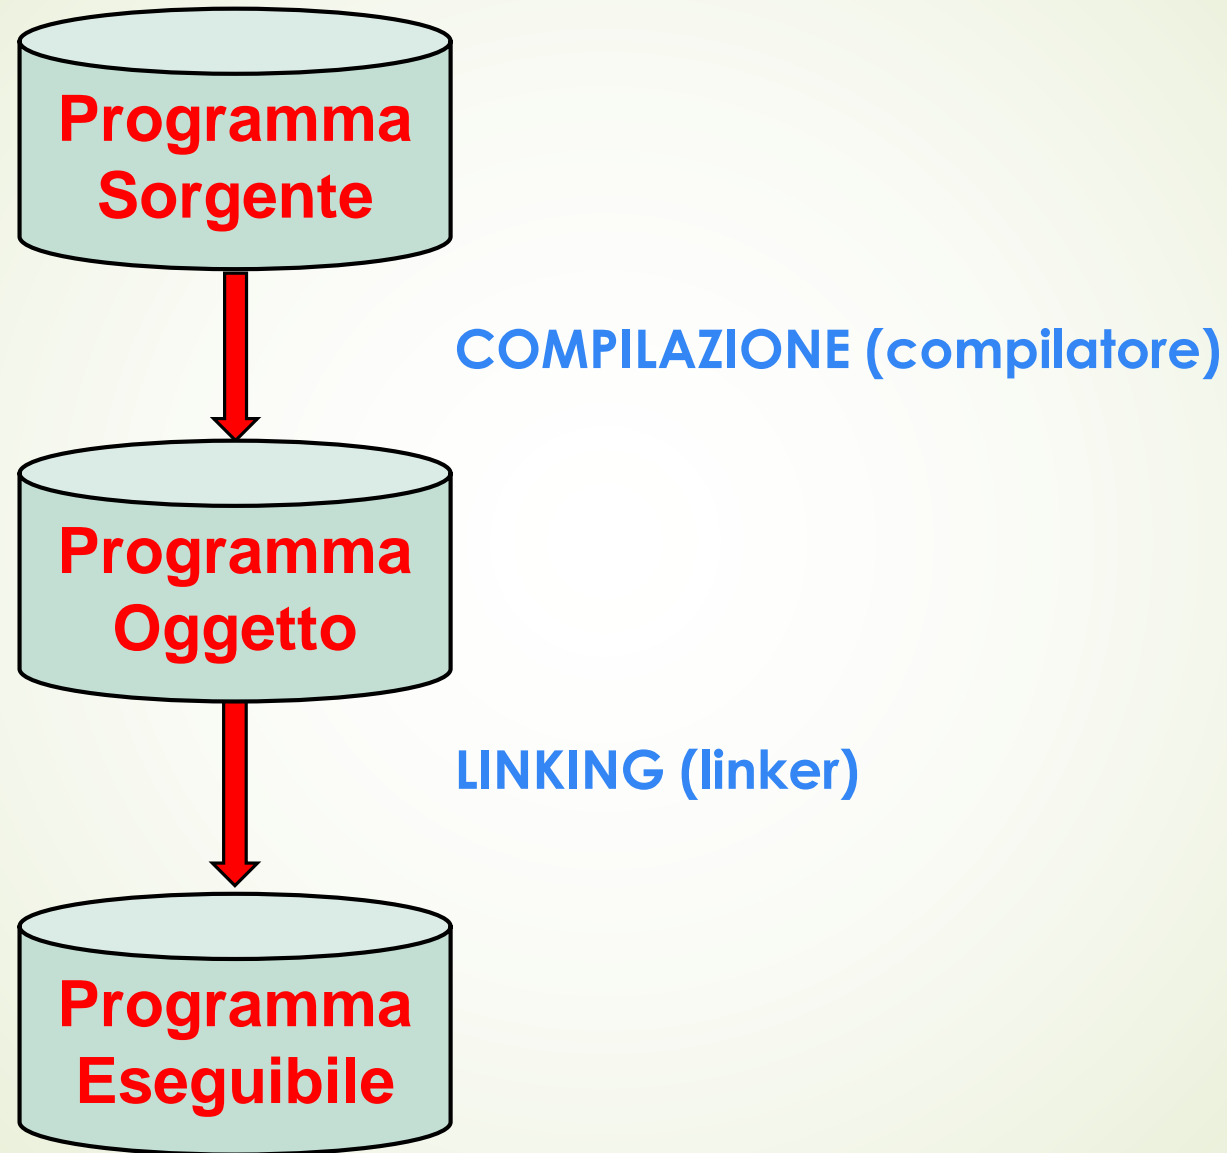 Programma
Sorgente
COMPILAZIONE (compilatore)
Programma
Oggetto
LINKING (linker)
Programma
Eseguibile